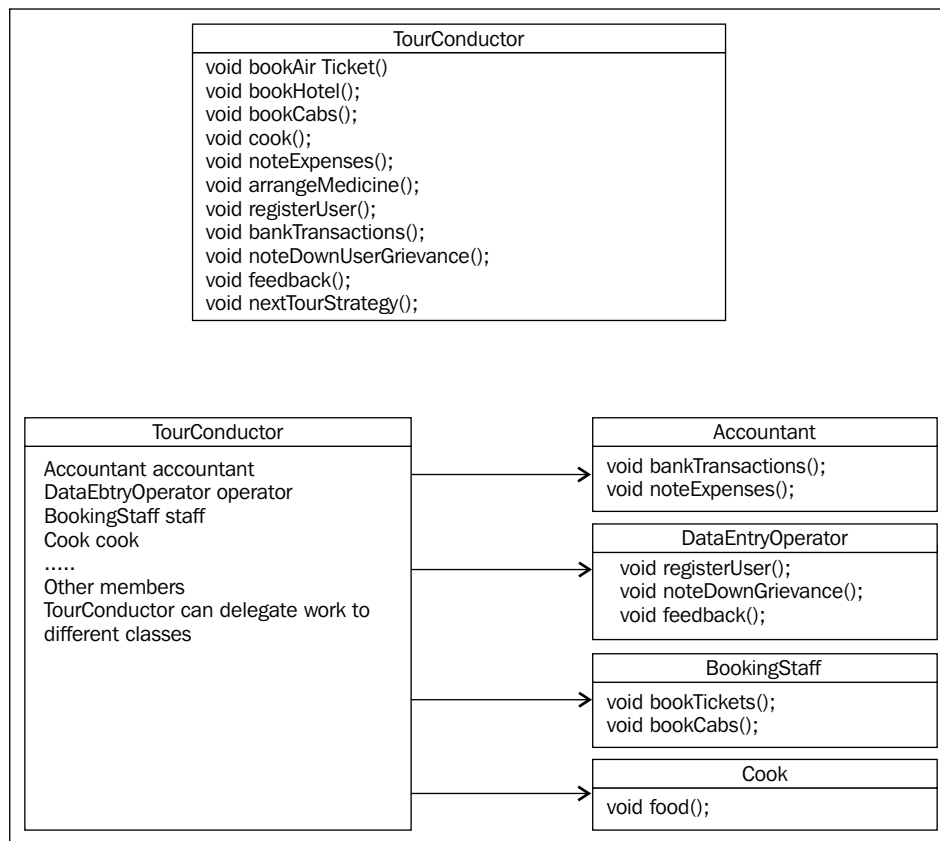 TourConductor
void bookAir Ticket()
void bookHotel();
void bookCabs();
void cook();
void noteExpenses();
void arrangeMedicine();
void registerUser();
void bankTransactions();
void noteDownUserGrievance();
void feedback();
void nextTourStrategy();
TourConductor
Accountant accountant
DataEbtryOperator operator
BookingStaff staff
Cook cook
.....
Other members
TourConductor can delegate work to
different classes
Accountant
void bankTransactions();
void noteExpenses();
DataEntryOperator
void registerUser();
void noteDownGrievance();
void feedback();
BookingStaff
void bookTickets();
void bookCabs();
Cook
void food();